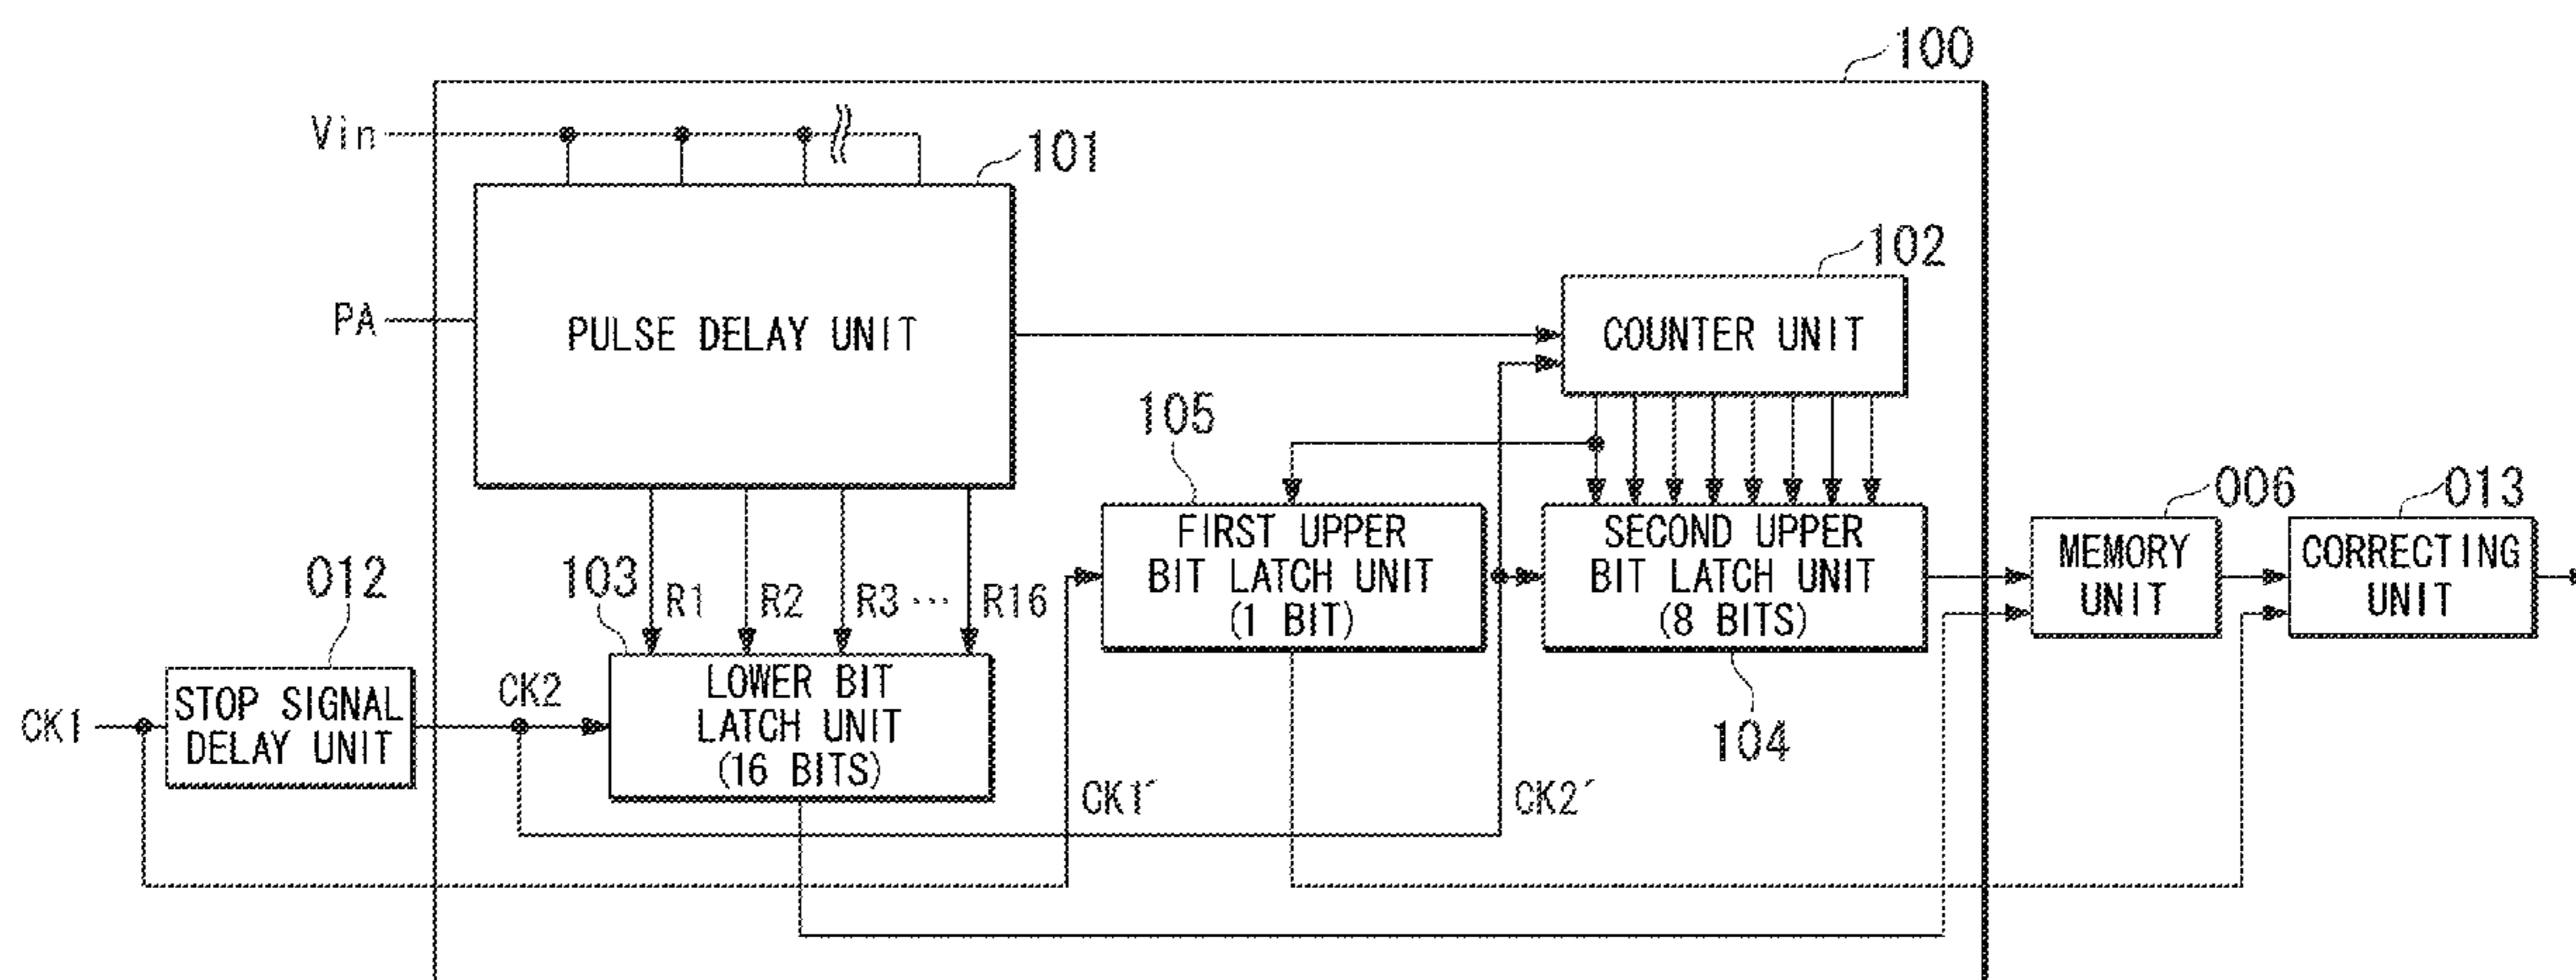 100
Vin
101
PA
PULSE DELAY UNIT
102
COUNTER UNIT
105
FIRST UPPER
BIT LATCH UNIT
(1 BIT)
SECOND UPPER
BIT LATCH UNIT
(8 BITS)
104
006
MEMORY
UNIT
013
CORRECTING
UNIT
012
STOP SIGNAL
DELAY UNIT
103
R1 R2 R3 ··· R16
CK1
CK2
LOWER BIT
LATCH UNIT
(16 BITS)
CK1´
CK2´